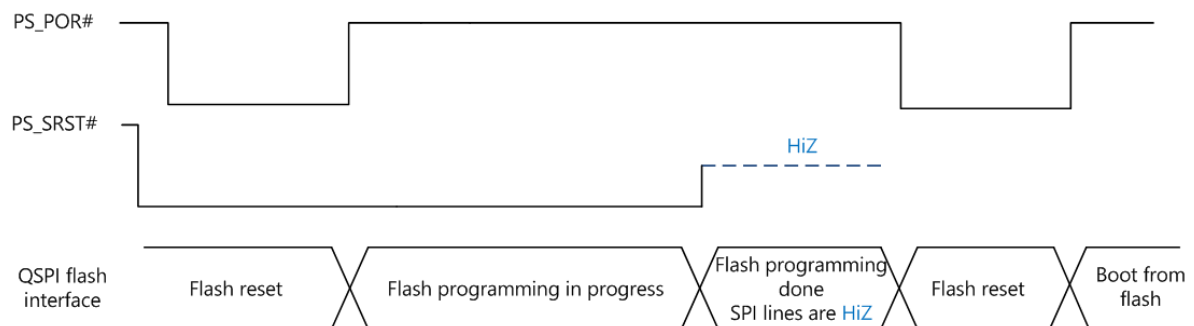 PS_POR#
PS_SRST#
HiZ
QSPI flash
interface
Flash reset
Flash programming in progress
Flash programming
done
SPI lines are HiZ
Flash reset
Boot from
flash